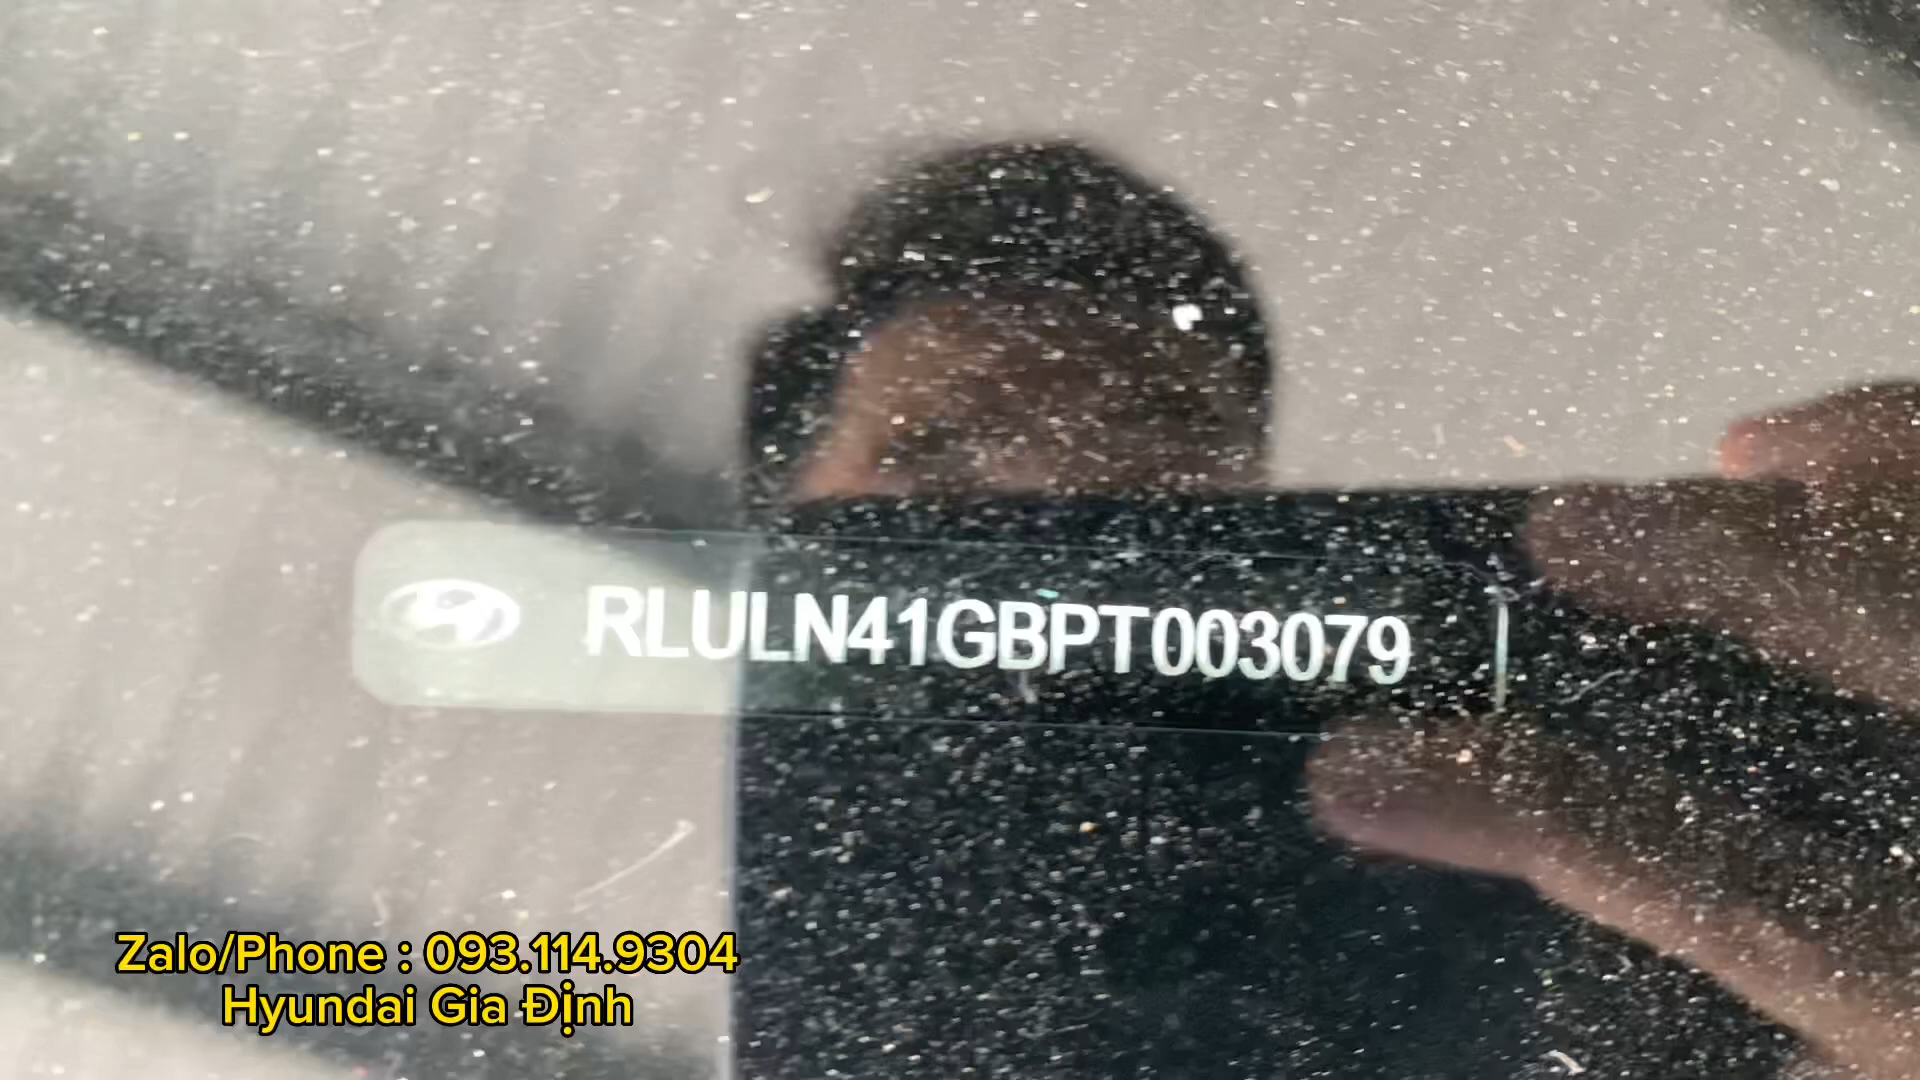 RLULN41GBPT003079
Zalo/Phone : 093.114.9304
Hyundai Gia Định